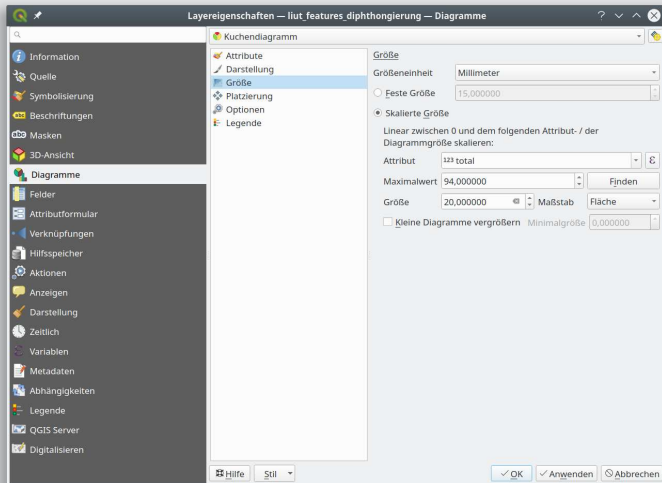 Layereigenschaften — liut_features_diphthongierung — Diagramme
Information
Quelle
Symbolisierung
abc Beschriftungen
abc Masken
3D-Ansicht
Diagramme
Felder
Attributformular
Verknüpfungen
Hilfsspeicher
Aktionen
Anzeigen
Darstellung
Zeitlich
Variablen
Metadaten
Abhängigkeiten
Legende
QGIS Server
Digitalisieren
Kuchendiagramm
Attribute
Darstellung
Größe
Platzierung
Optionen
Legende
Größe
Größeneinheit Millimeter
Feste Größe 15,000000
Skalierte Größe
Linear zwischen 0 und dem folgenden Attribut- / der
Diagrammgröße skalieren:
Attribut 123 total ε
Maximalwert 94,000000 Finden
Größe 20,000000 Maßstab Fläche
Kleine Diagramme vergrößern Minimalgröße 0,000000
Hilfe Stil OK Anwenden Abbrechen